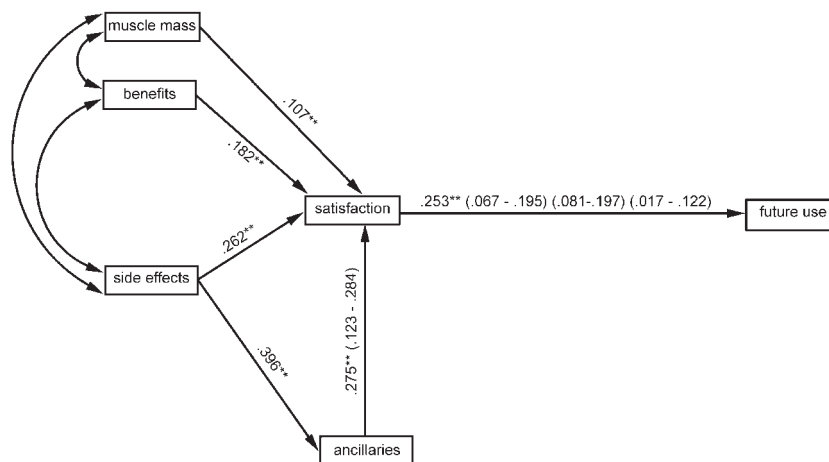 muscle mass
benefits
.107**
.182**
satisfaction
.253** (.067 - .195) (.081-.197) (.017 - .122)
future use
.262**
side effects
.275** (.123 - .284)
.396**
ancillaries